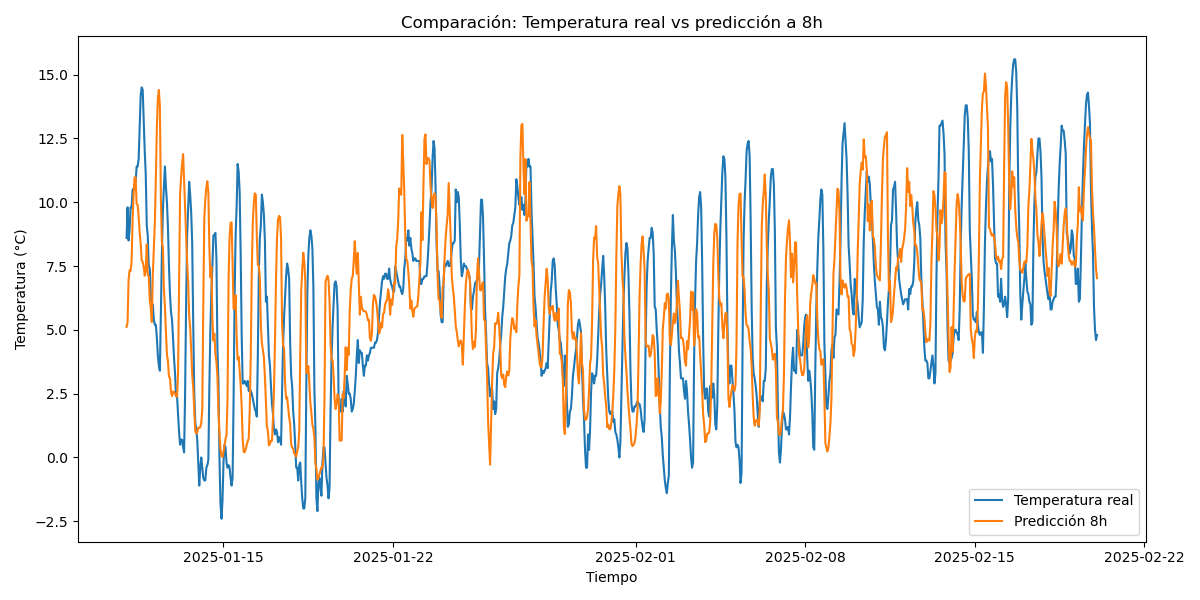 Comparación: Temperatura real vs predicción a 8h
Temperatura (°C)
15.0
12.5
10.0
7.5
5.0
2.5
0.0
−2.5
2025-01-15
2025-01-22
2025-02-01
2025-02-08
2025-02-15
2025-02-22
Tiempo
Temperatura real
Predicción 8h